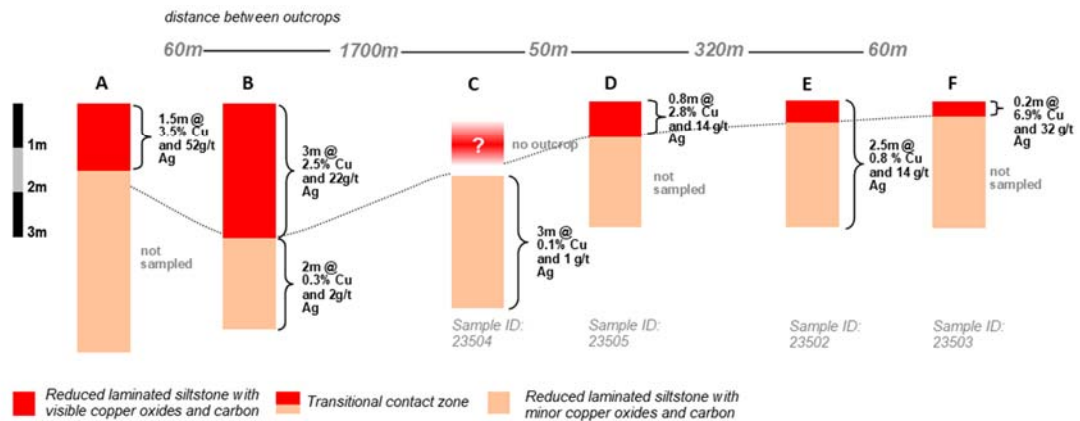 distance between outcrops
60m
1700m
50m
320m
60m
A
B
C
D
E
F
1m
2m
3m
1.5m @
3.5% Cu
and 52g/t
Ag
not
sampled
3m @
2.5% Cu
and 22g/t
Ag
2m @
0.3% Cu
and 2g/t
Ag
?
no outcrop
3m @
0.1% Cu
and 1 g/t
Ag
Sample ID:
23504
0.8m @
2.8% Cu
and 14 g/t
Ag
not
sampled
Sample ID:
23505
2.5m @
0.8 % Cu
and 14 g/t
Ag
Sample ID:
23502
0.2m @
6.9% Cu
and 32 g/t
Ag
not
sampled
Sample ID:
23503
Reduced laminated siltstone with
visible copper oxides and carbon
Transitional contact zone
Reduced laminated siltstone with
minor copper oxides and carbon